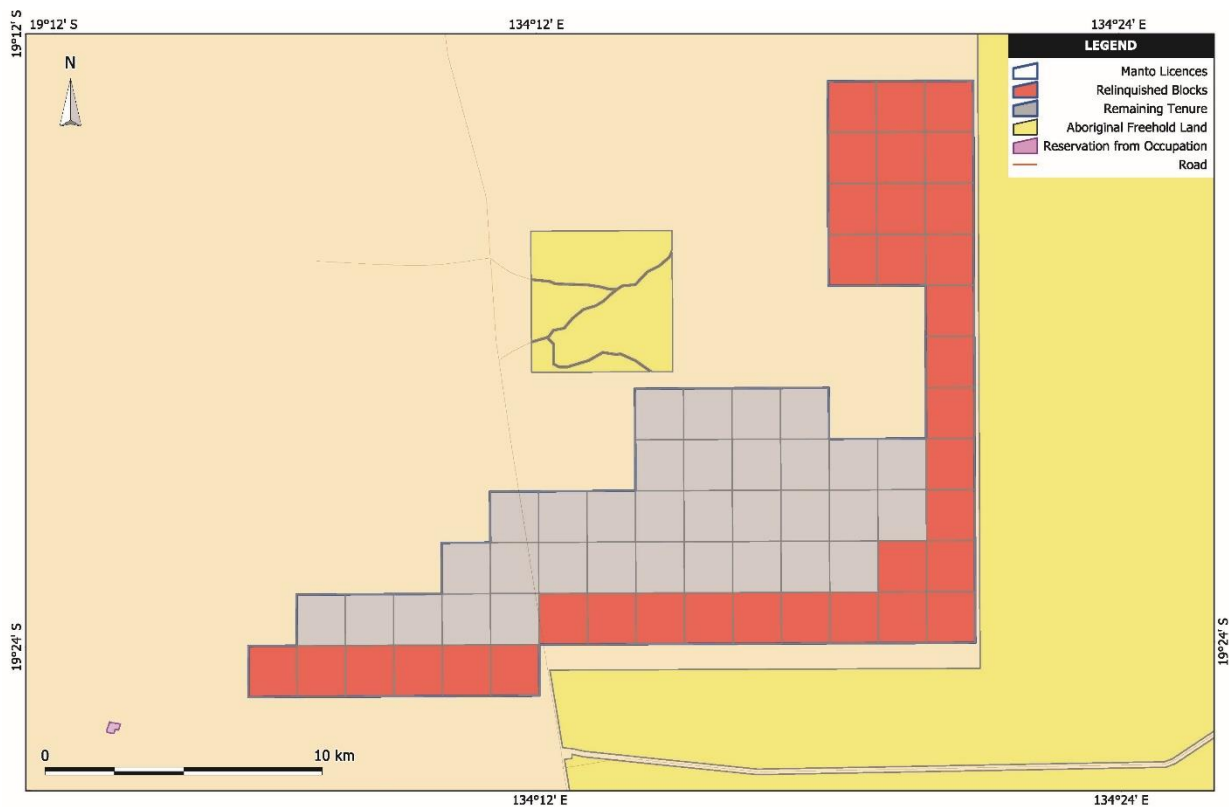 19°12' S
134°12' E
134°24' E
19°12' S
N
LEGEND
Manto Licences
Relinquished Blocks
Remaining Tenure
Aboriginal Freehold Land
Reservation from Occupation
Road
19°24' S
19°24' S
0
10 km
134°12' E
134°24' E